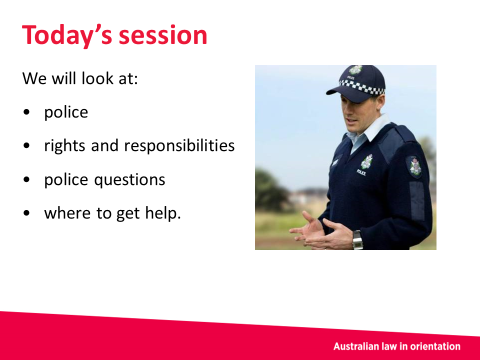 Today’s session
We will look at:
• police
• rights and responsibilities
• police questions
• where to get help.
POLICE
Australian law in orientation